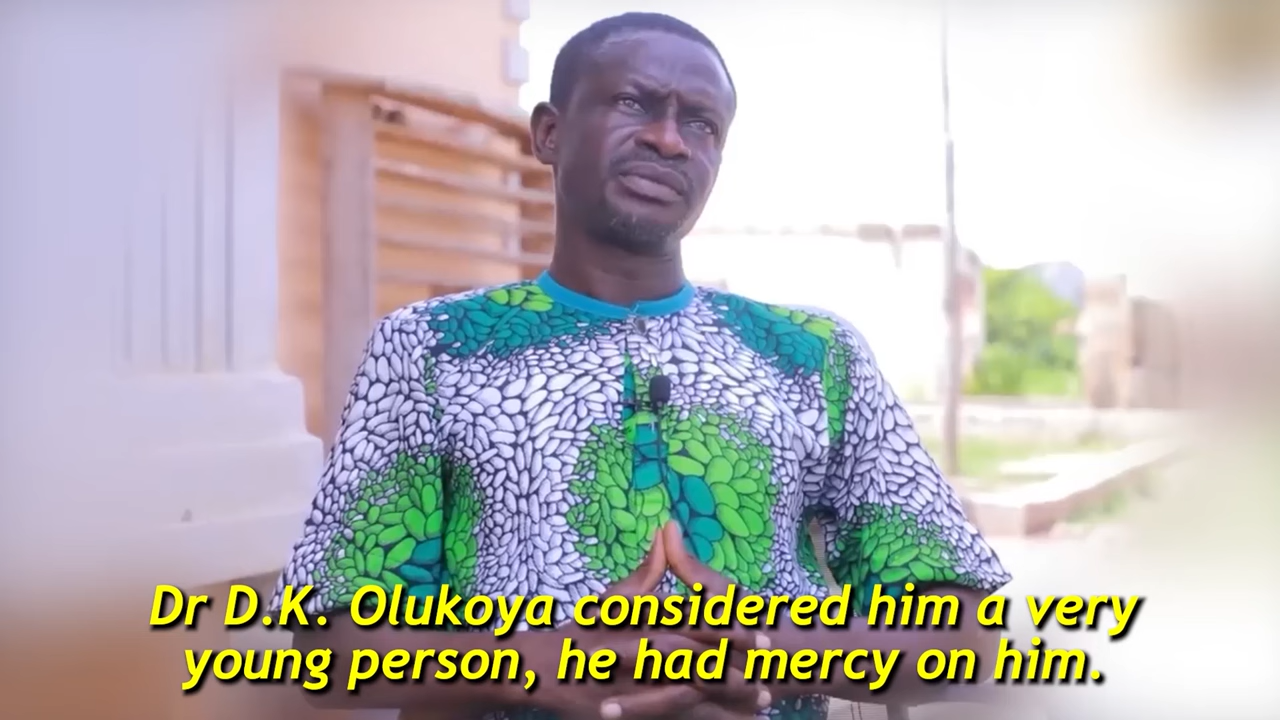 Dr D.K. Olukoya considered him a very
young person, he had mercy on him.